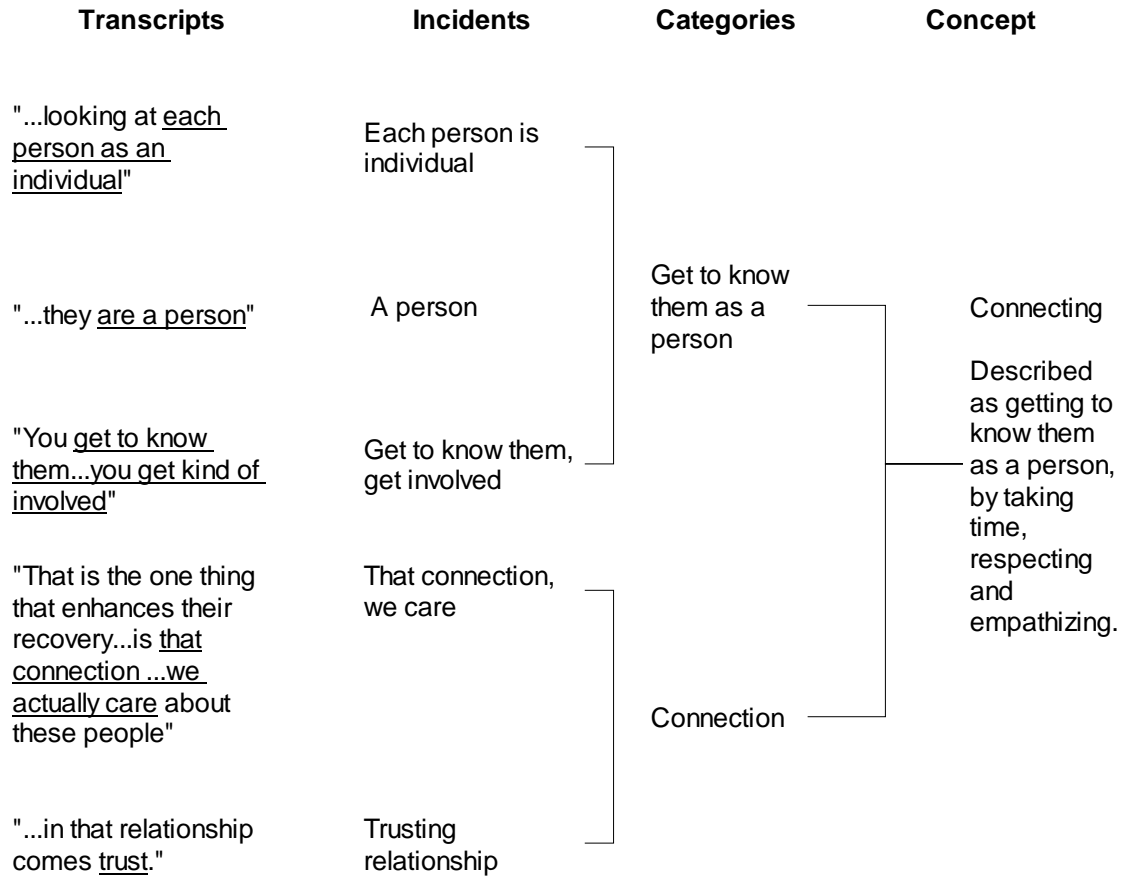 Transcripts Incidents Categories Concept
"...looking at each
person as an
individual"
Each person is
individual
"...they are a person"
A person
"You get to know
them...you get kind of
involved"
Get to know them,
get involved
Get to know
them as a
person
"That is the one thing
that enhances their
recovery...is that
connection ...we
actually care about
these people"
That connection,
we care
"...in that relationship
comes trust."
Trusting
relationship
Connection
Connecting
Described
as getting to
know them
as a person,
by taking
time,
respecting
and
empathizing.